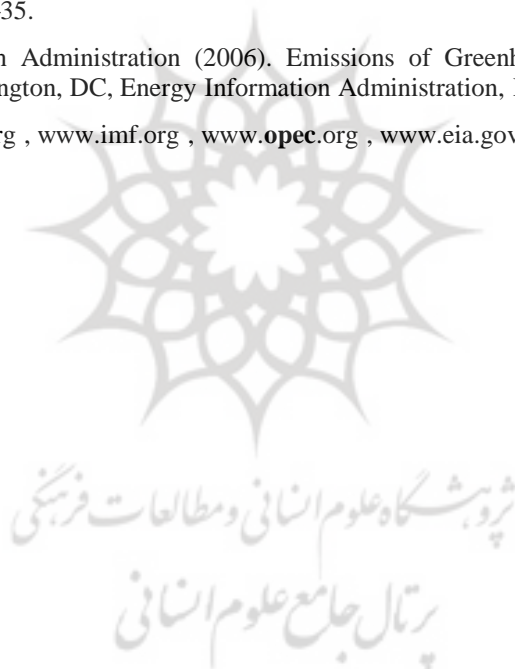 35.
n Administration (2006). Emissions of Greenh
ngton, DC, Energy Information Administration,
rg , www.imf.org , www.opec.org , www.eia.gov
پژوهشگاه علوم انسانی و مطالعات فرهنگی
پرتال جامع علوم انسانی